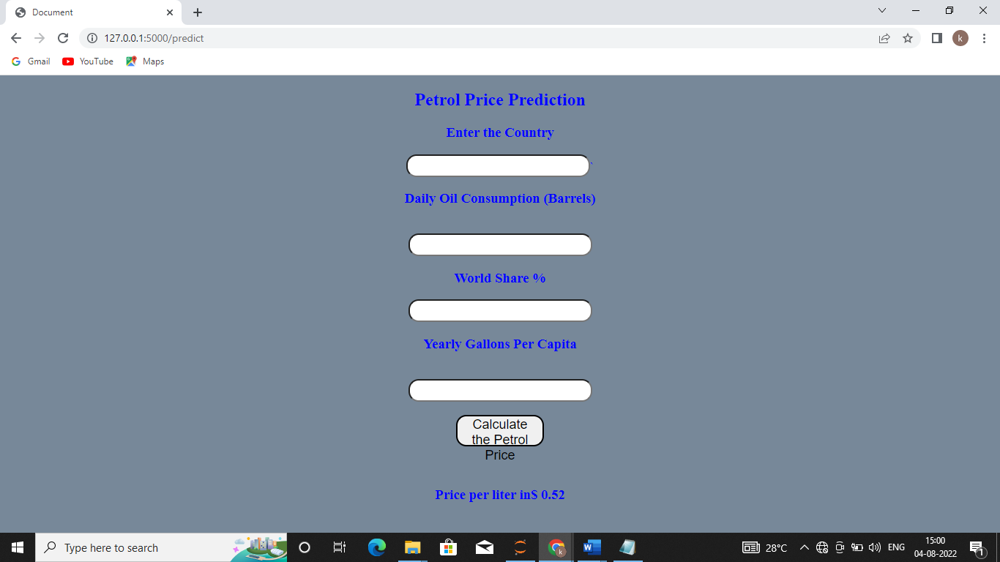 Document
127.0.0.1:5000/predict
k
Gmail
YouTube
Maps
Petrol Price Prediction
Enter the Country
`
Daily Oil Consumption (Barrels)
World Share %
Yearly Gallons Per Capita
Calculate
the Petrol
Price
Price per liter in$ 0.52
Type here to search
k
28°C
ENG
15:00
04-08-2022
1